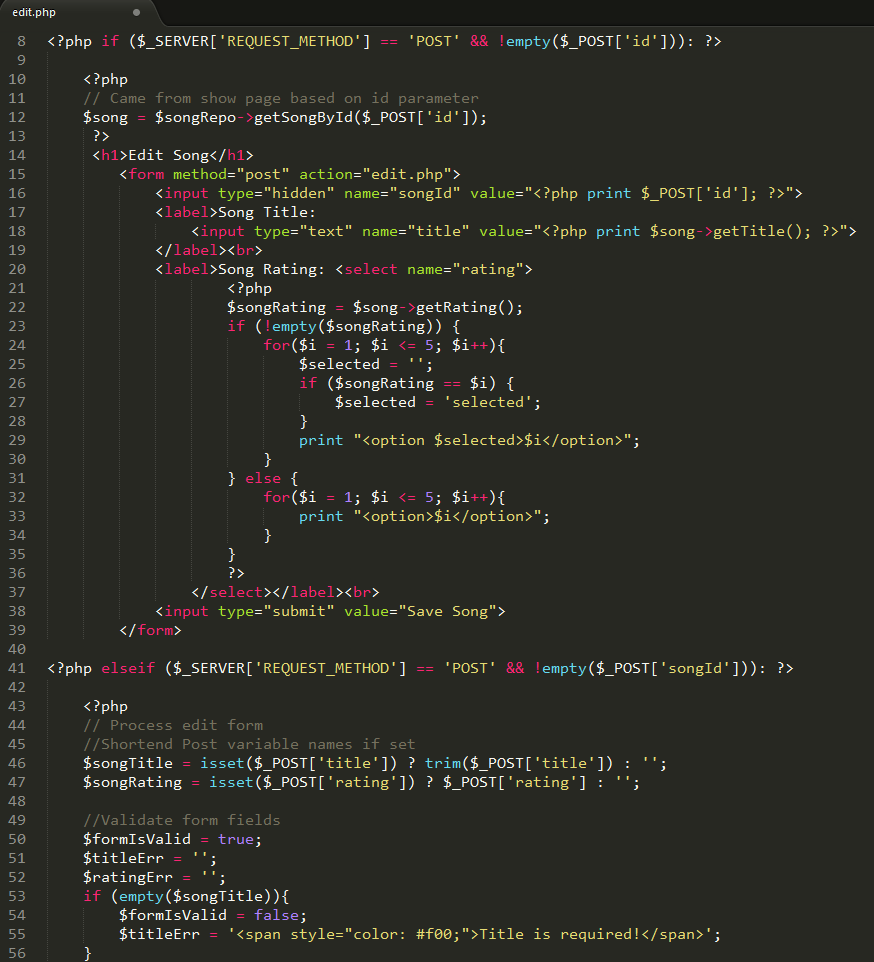 edit.php
8 <?php if ($_SERVER['REQUEST_METHOD'] == 'POST' && !empty($_POST['id'])): ?>
9
10 <?php
11 // Came from show page based on id parameter
12 $song = $songRepo->getSongById($_POST['id']);
13 ?>
14 <h1>Edit Song</h1>
15 <form method="post" action="edit.php">
16 <input type="hidden" name="songId" value="<?php print $_POST['id']; ?>">
17 <label>Song Title:
18 <input type="text" name="title" value="<?php print $song->getTitle(); ?>">
19 </label><br>
20 <label>Song Rating: <select name="rating">
21 <?php
22 $songRating = $song->getRating();
23 if (!empty($songRating)) {
24 for($i = 1; $i <= 5; $i++){
25 $selected = '';
26 if ($songRating == $i) {
27 $selected = 'selected';
28 }
29 print "<option $selected>$i</option>";
30 }
31 } else {
32 for($i = 1; $i <= 5; $i++){
33 print "<option>$i</option>";
34 }
35 }
36 ?>
37 </select></label><br>
38 <input type="submit" value="Save Song">
39 </form>
40
41 <?php elseif ($_SERVER['REQUEST_METHOD'] == 'POST' && !empty($_POST['songId'])): ?>
42
43 <?php
44 // Process edit form
45 //Shortend Post variable names if set
46 $songTitle = isset($_POST['title']) ? trim($_POST['title']) : '';
47 $songRating = isset($_POST['rating']) ? $_POST['rating'] : '';
48
49 //Validate form fields
50 $formIsValid = true;
51 $titleErr = '';
52 $ratingErr = '';
53 if (empty($songTitle)){
54 $formIsValid = false;
55 $titleErr = '<span style="color: #f00;">Title is required!</span>';
56 }